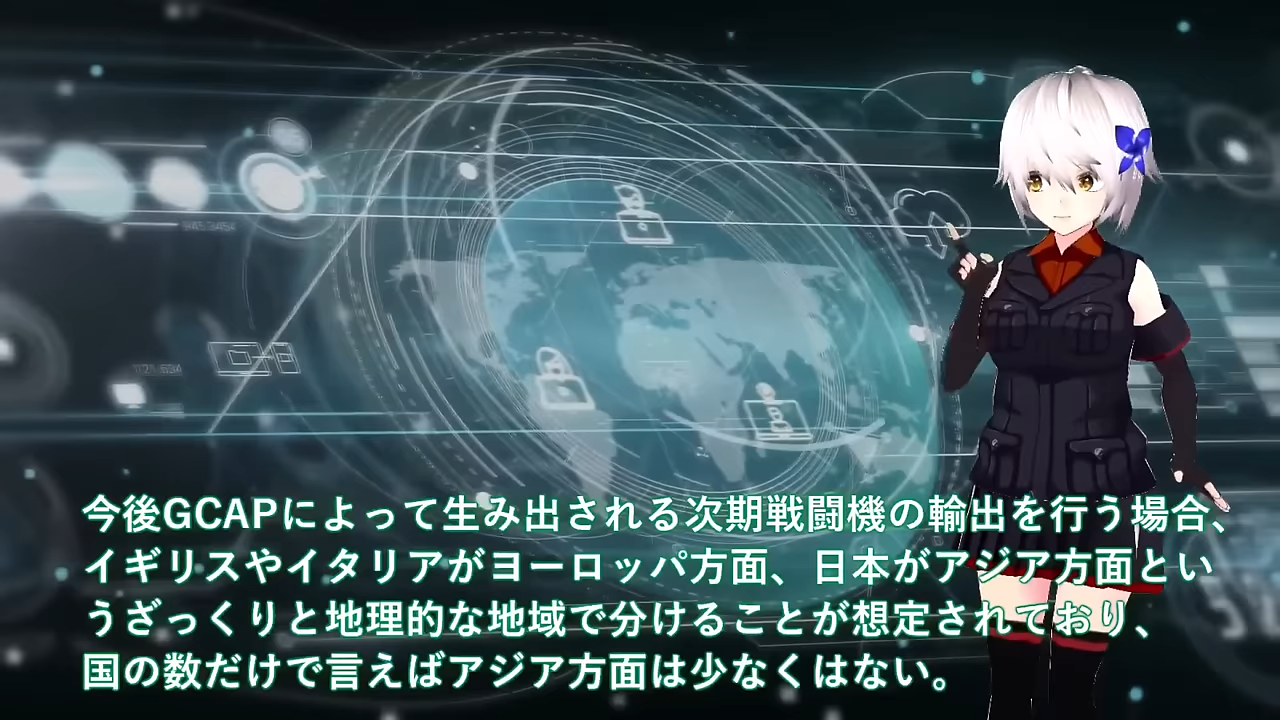 今後GCAPによって生み出される次期戦闘機の輸出を行う場合、
イギリスやイタリアがヨーロッパ方面、日本がアジア方面とい
うざっくりと地理的な地域で分けることが想定されており、
国の数だけで言えばアジア方面は少なくはない。